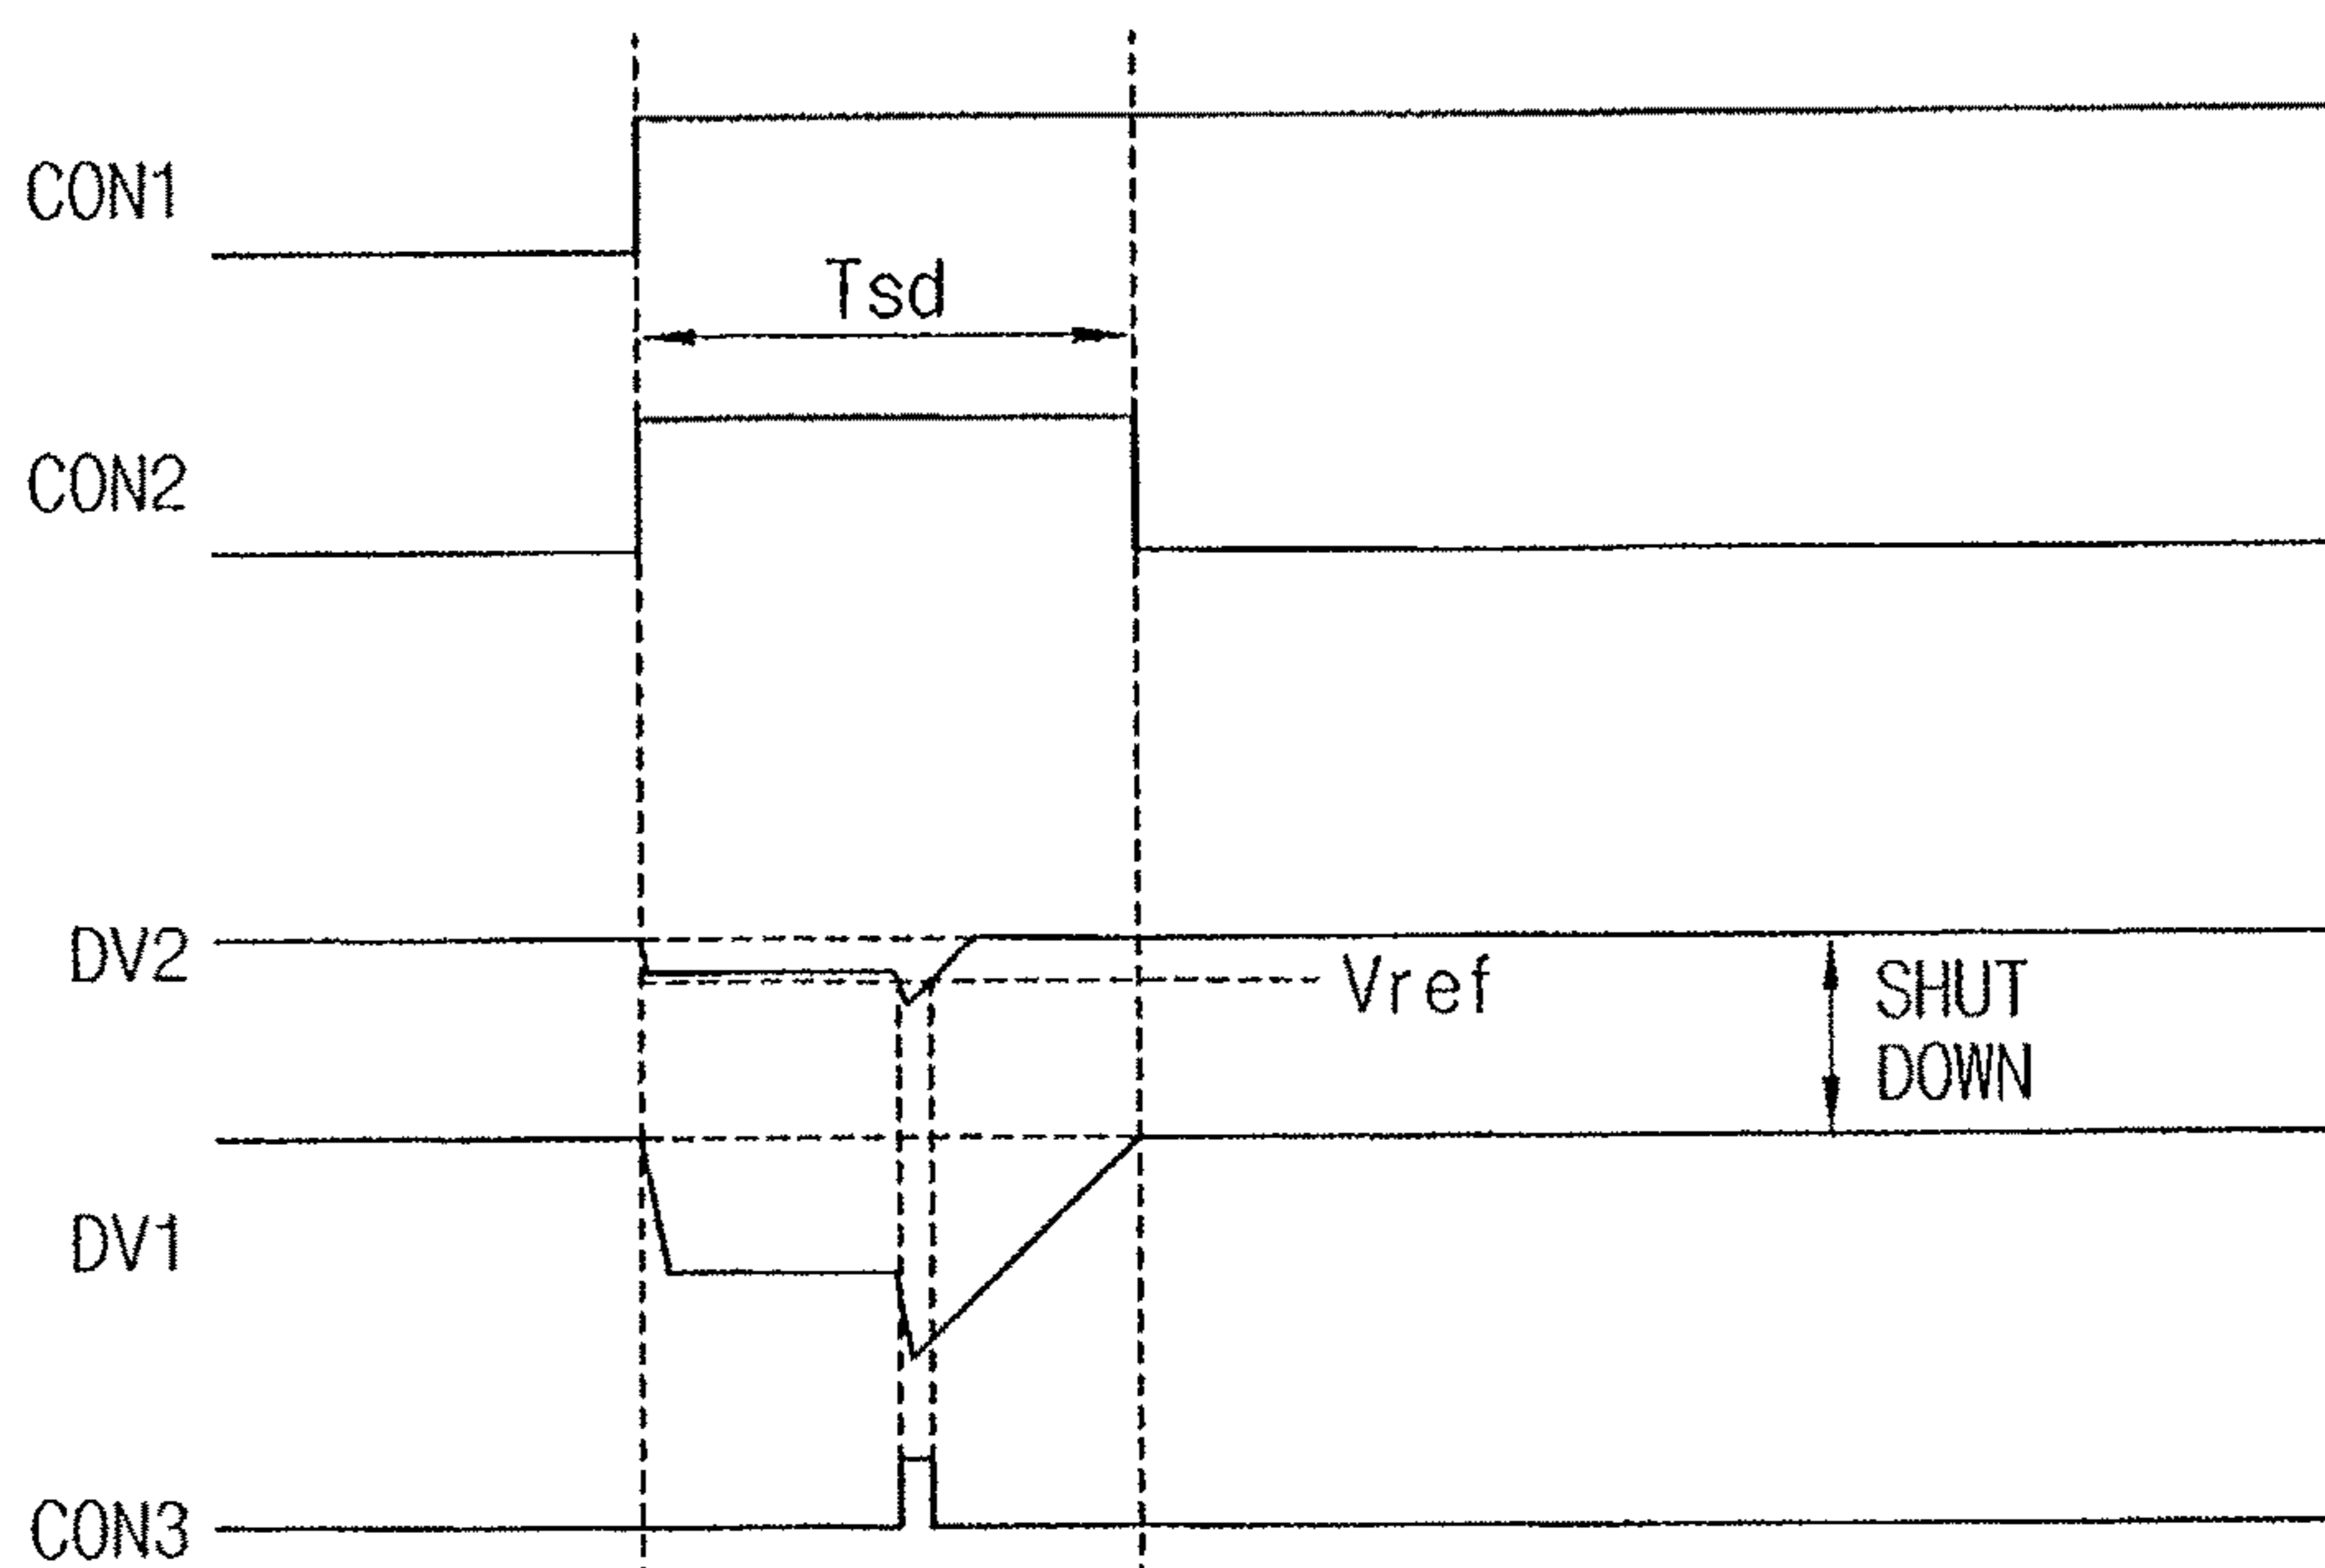 CON1
Tsd
CON2
DV2
Vref
SHUT
DOWN
DV1
CON3